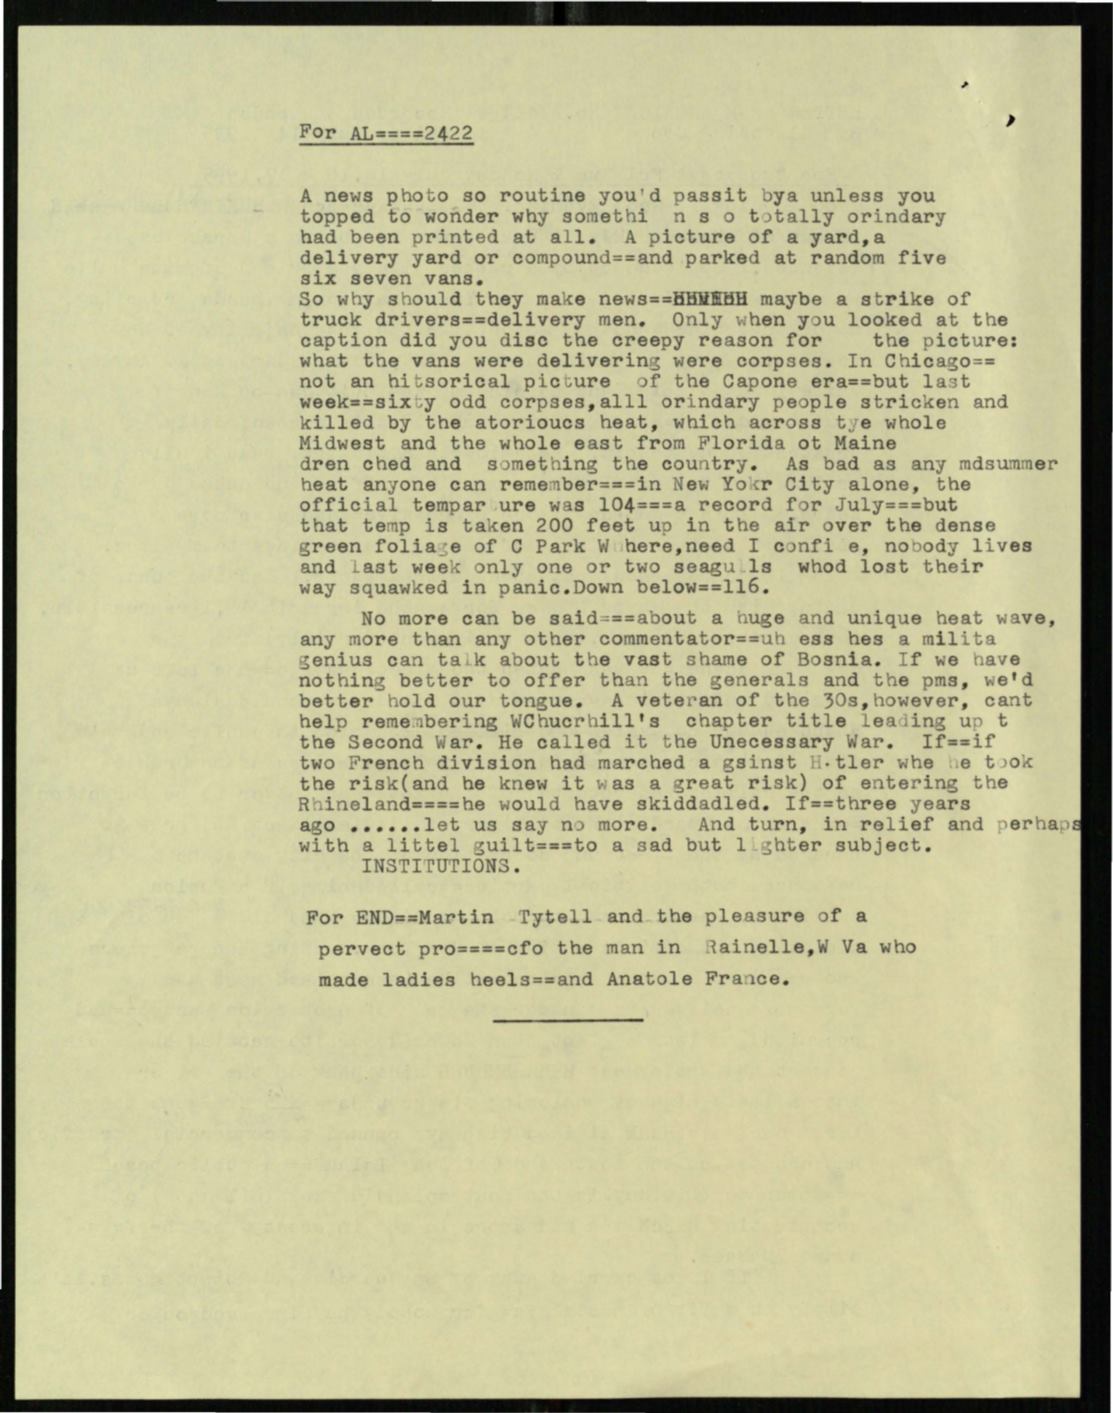 For AL====2422
A news photo so routine you'd passit bya unless you
topped to wonder why somethi n s o totally orindary
had been printed at all. A picture of a yard,a
delivery yard or compound==and parked at random five
six seven vans.
So why should they make news== maybe a strike of
truck drivers==delivery men. Only when you looked at the
caption did you disc the creepy reason for the picture:
what the vans were delivering were corpses. In Chicago==
not an hitsorical picture of the Capone era==but last
week==sixty odd corpses,alll orindary people stricken and
killed by the atorioucs heat, which across tye whole
Midwest and the whole east from Florida ot Maine
dren ched and something the country. As bad as any mdsummer
heat anyone can remember===in New Yokr City alone, the
official tempar ure was 104===a record for July===but
that temp is taken 200 feet up in the air over the dense
green foliage of C Park W here,need I confi e, nobody lives
and last week only one or two seagu ls whod lost their
way squawked in panic.Down below==116.
No more can be said===about a huge and unique heat wave,
any more than any other commentator==uh ess hes a milita
genius can talk about the vast shame of Bosnia. If we have
nothing better to offer than the generals and the pms, we'd
better hold our tongue. A veteran of the 30s,however, cant
help remembering WChucrhill's chapter title leading up t
the Second War. He called it the Unecessary War. If==if
two French division had marched a gsinst H.tler whe he took
the risk(and he knew it was a great risk) of entering the
Rhineland====he would have skiddadled. If==three years
ago ......let us say no more. And turn, in relief and perhaps
with a littel guilt===to a sad but l ghter subject.
INSTITUTIONS.
For END==Martin Tytell and the pleasure of a
pervect pro====cfo the man in Rainelle,W Va who
made ladies heels==and Anatole France.